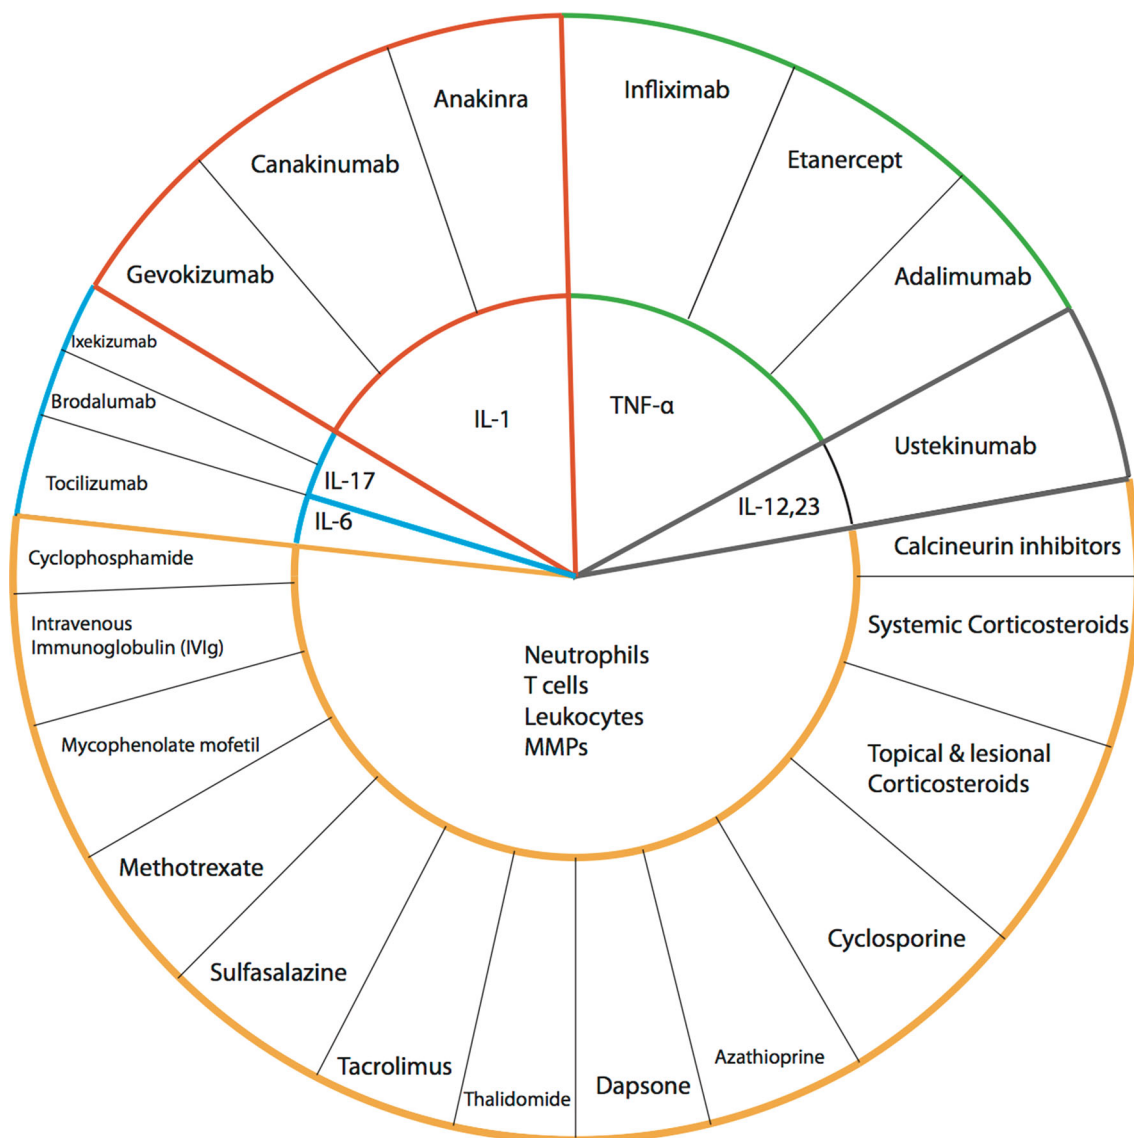 Anakinra
Infliximab
Canakinumab
Etanercept
Gevokizumab
Adalimumab
Ixekizumab
Brodalumab
Tocilizumab
IL-1
TNF-α
IL-17
IL-6
IL-12,23
Ustekinumab
Calcineurin inhibitors
Systemic Corticosteroids
Topical & lesional
Corticosteroids
Cyclosporine
Azathioprine
Dapsone
Thalidomide
Tacrolimus
Sulfasalazine
Methotrexate
Mycophenolate mofetil
Intravenous
Immunoglobulin (IVIg)
Cyclophosphamide
Neutrophils
T cells
Leukocytes
MMPs